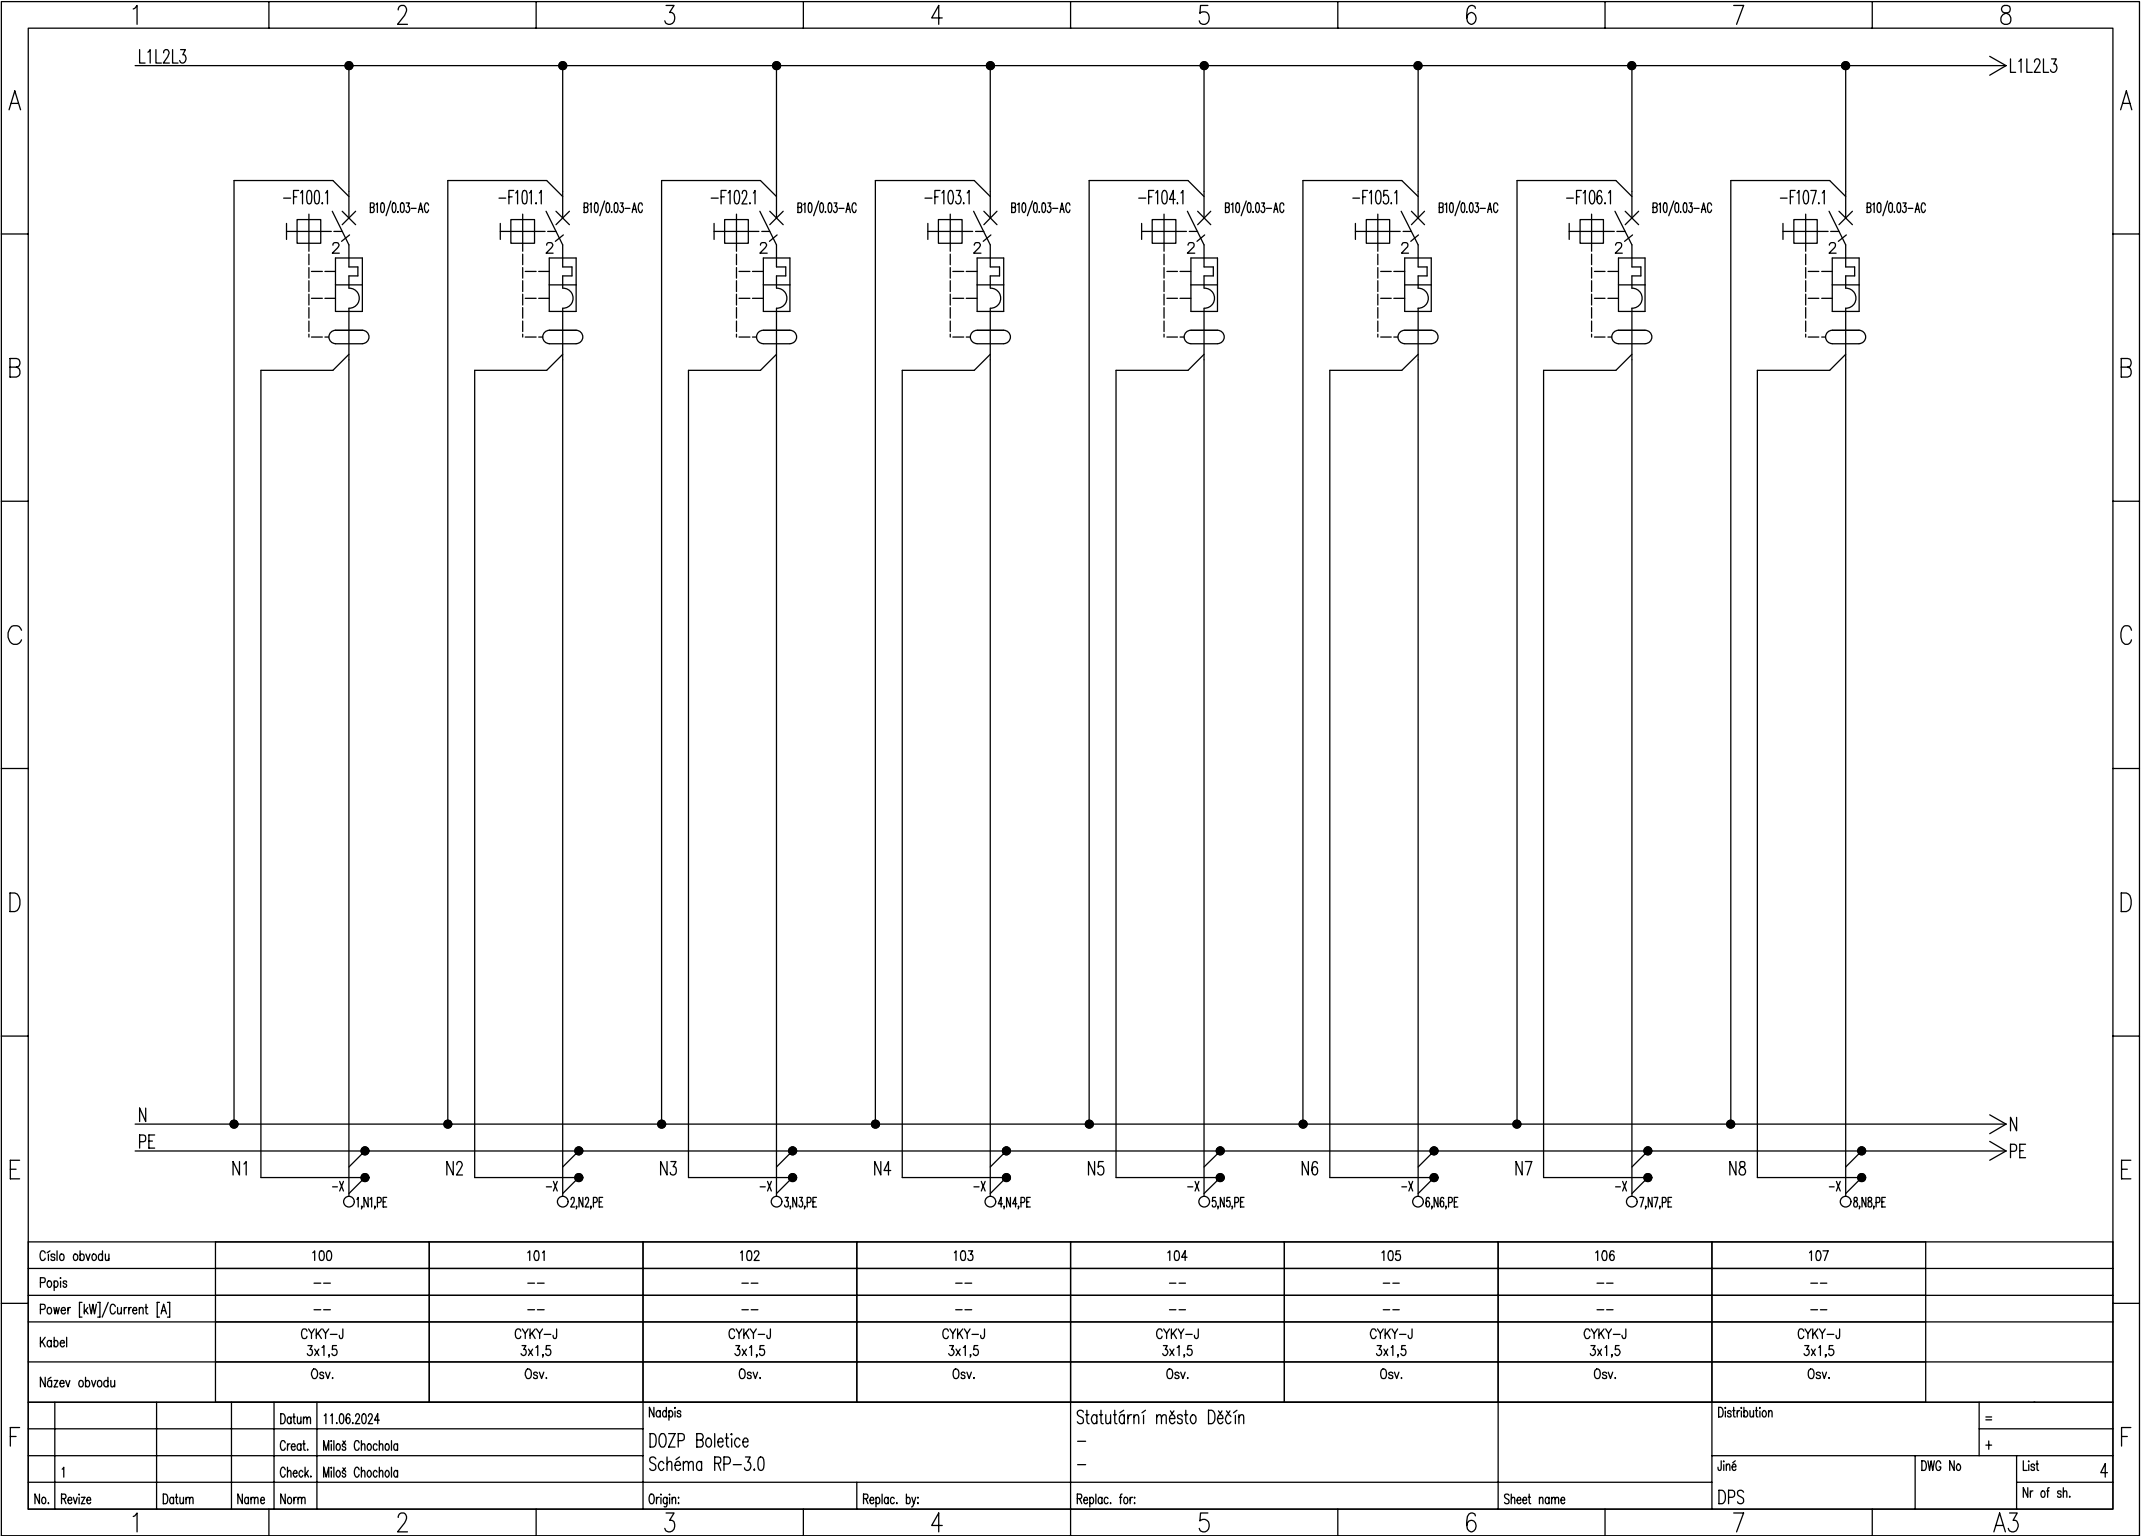 1 2 3 4 5 6 7 8
L1L2L3 L1L2L3
A A
-F100.1 -F101.1 -F102.1 -F103.1 -F104.1 -F105.1 -F106.1 -F107.1
B10/0.03-AC B10/0.03-AC B10/0.03-AC B10/0.03-AC B10/0.03-AC B10/0.03-AC B10/0.03-AC B10/0.03-AC
2 2 2 2 2 2 2 2
B B
C C
D D
N N
PE PE
N1 N2 N3 N4 N5 N6 N7 N8
E E
-X -X -X -X -X -X -X -X
1,N1,PE 2,N2,PE 3,N3,PE 4,N4,PE 5,N5,PE 6,N6,PE 7,N7,PE 8,N8,PE
Císlo obvodu 100 101 102 103 104 105 106 107
Popis -- -- -- -- -- -- -- --
Power [kW]/Current [A] -- -- -- -- -- -- -- --
Kabel CYKY-J CYKY-J CYKY-J CYKY-J CYKY-J CYKY-J CYKY-J CYKY-J
3x1,5 3x1,5 3x1,5 3x1,5 3x1,5 3x1,5 3x1,5 3x1,5
Název obvodu Osv. Osv. Osv. Osv. Osv. Osv. Osv. Osv.
F F
Datum 11.06.2024
Creat. Miloš Chochola
1 Check. Miloš Chochola
No. Revize Datum Name Norm
Nadpis
DOZP Boletice
Schéma RP-3.0
Origin: Replac. by:
Statutární město Děčín
-
-
Replac. for: Sheet name
Distribution =
+
Jiné DWG No List 4
DPS Nr of sh.
1 2 3 4 5 6 7 A3